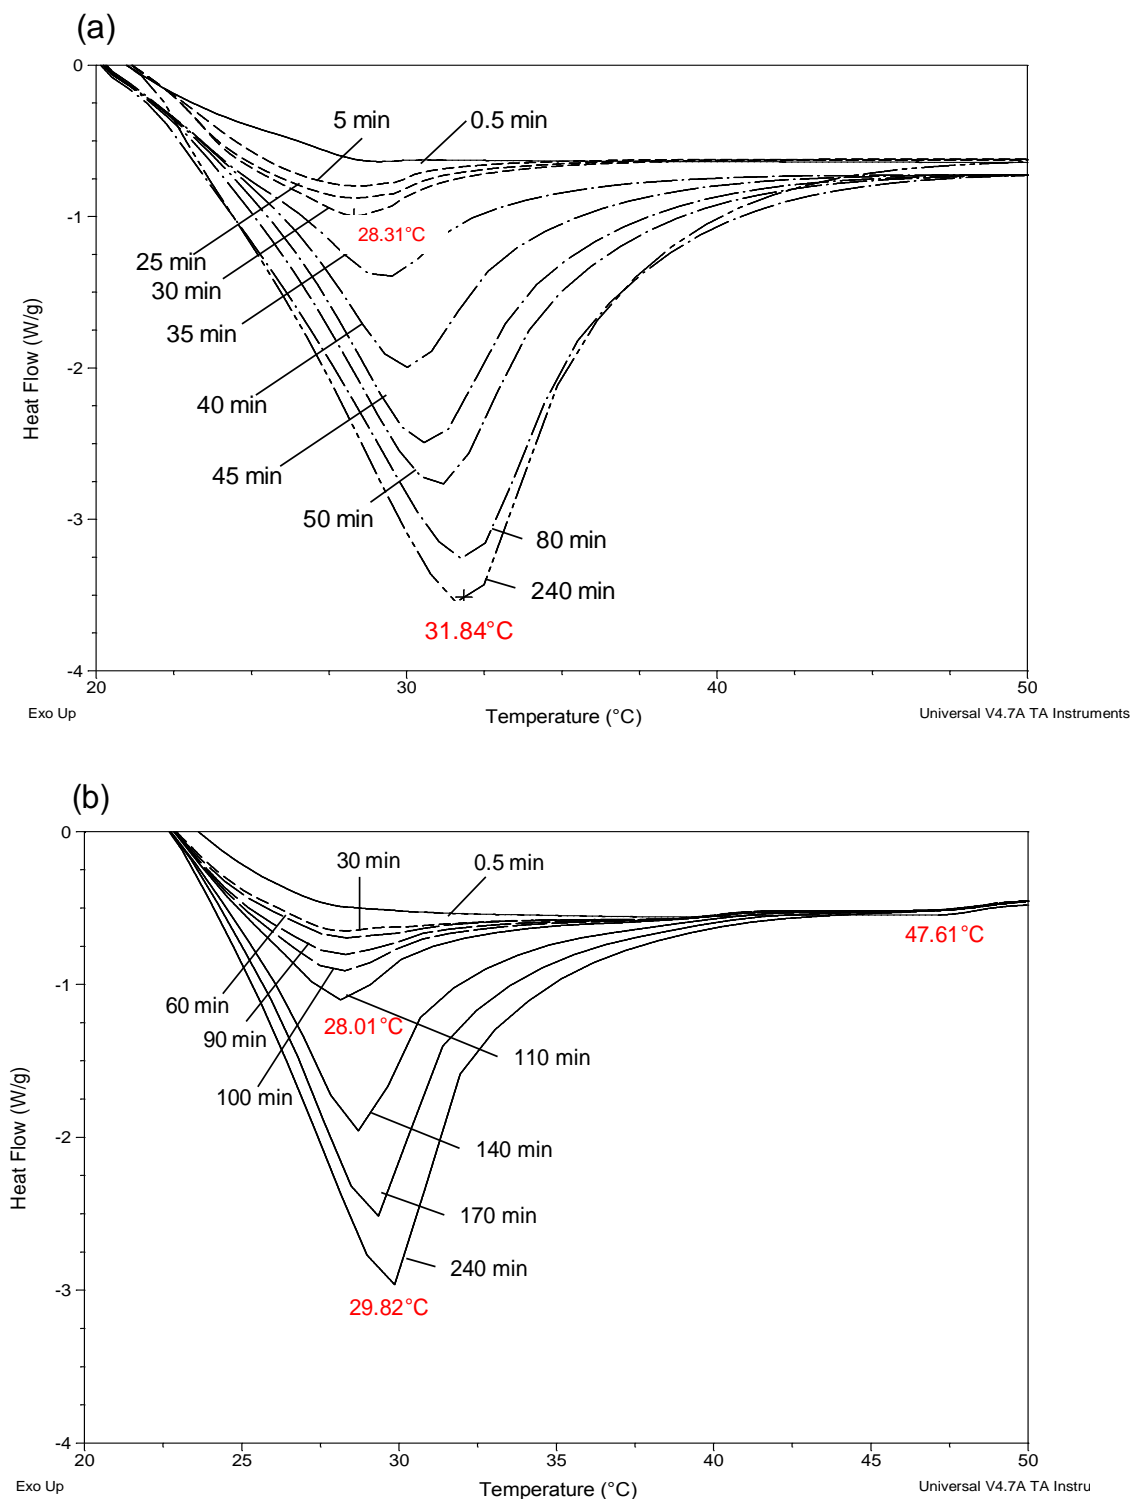 (a)
0
5 min
0.5 min
-1
28.31°C
25 min
30 min
35 min
Heat Flow (W/g)
-2
40 min
45 min
50 min
-3
80 min
240 min
31.84°C
-4
20
30
40
50
Exo Up
Temperature (°C)
Universal V4.7A TA Instruments
(b)
0
30 min
0.5 min
47.61°C
-1
60 min
28.01°C
90 min
110 min
100 min
Heat Flow (W/g)
-2
140 min
170 min
240 min
-3
29.82°C
-4
20
25
30
35
40
45
50
Exo Up
Temperature (°C)
Universal V4.7A TA Instru